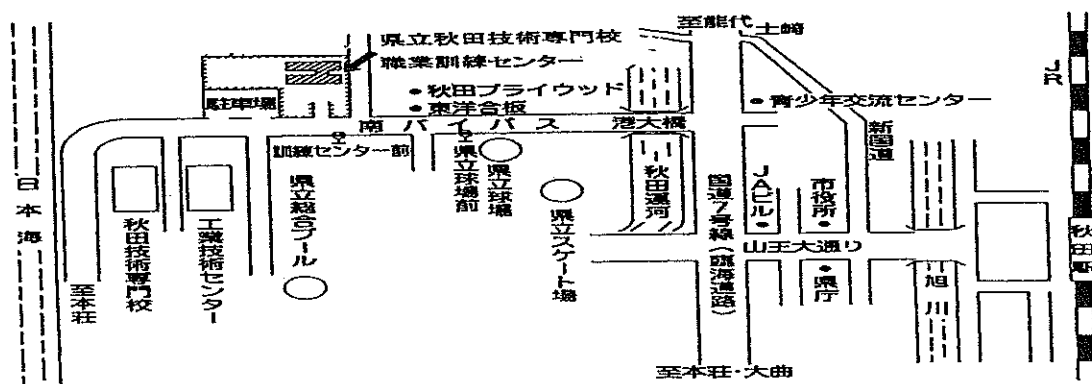 至能代
土崎
県立秋田技術専門校
職業訓練センター
駐車場
秋田プライウッド
東洋合板
青少年交流センター
JR
南バイパス
港大橋
新国道
訓練センター前
県立球場前
県立球場
秋田運河
国道7号線(臨海道路)
JAビル
市役所
日本海
秋田技術専門校
工業技術センター
県立総合プール
県立スケート場
山王大通り
県庁
旭川
秋田駅
至本荘
至本荘・大曲